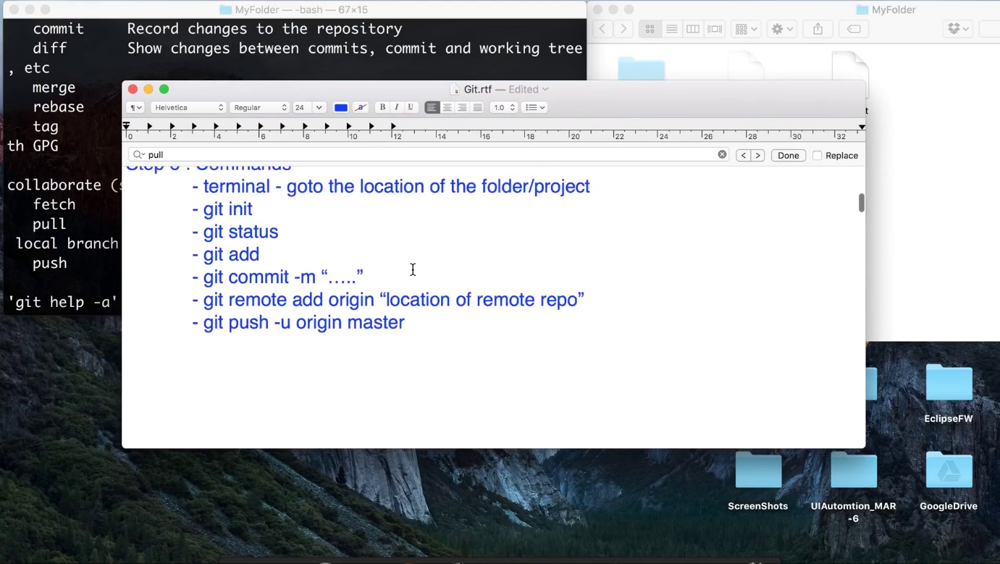 MyFolder — -bash — 67×15
commit Record changes to the repository
diff Show changes between commits, commit and working tree
, etc
merge
rebase
tag
th GPG
collaborate (s
fetch
pull
local branch
push
'git help -a'
MyFolder
Git.rtf — Edited
Helvetica Regular 24 B I U 1.0
0 2 4 6 8 10 12 14 16 18 20 22 24 26 28 30 32
pull Done Replace
Commands
- terminal - goto the location of the folder/project
- git init
- git status
- git add
- git commit -m “…..”
- git remote add origin “location of remote repo”
- git push -u origin master
EclipseFW
ScreenShots
UIAutomtion_MAR
-6
GoogleDrive